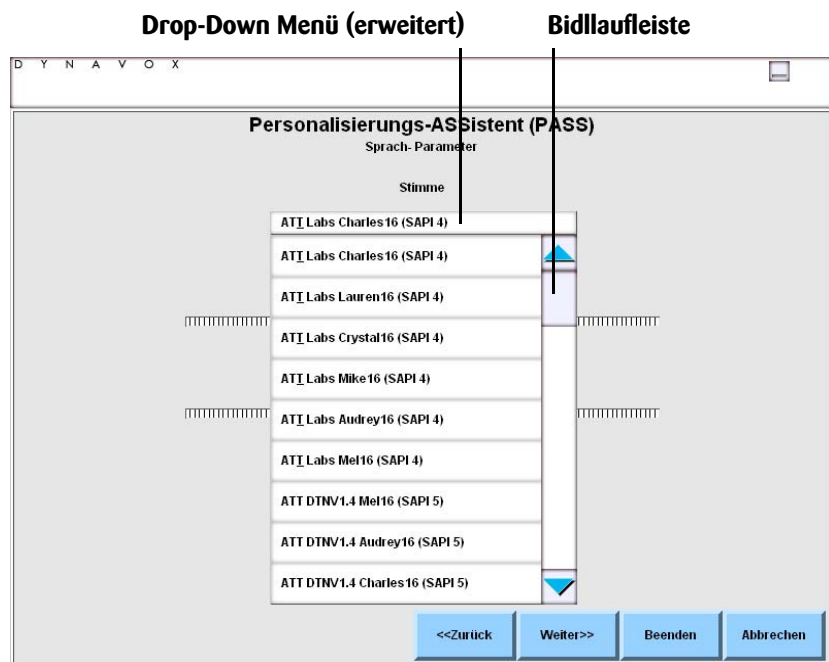 Drop-Down Menü (erweitert) Bidllaufleiste
D Y N A V O X
Personalisierungs-ASSistent (PASS)
Sprach- Parameter
Stimme
ATT Labs Charles16 (SAPI 4)
ATT Labs Charles16 (SAPI 4)
ATT Labs Lauren16 (SAPI 4)
ATT Labs Crystal16 (SAPI 4)
ATT Labs Mike16 (SAPI 4)
ATT Labs Audrey16 (SAPI 4)
ATT Labs Mel16 (SAPI 4)
ATT DTNV1.4 Mel16 (SAPI 5)
ATT DTNV1.4 Audrey16 (SAPI 5)
ATT DTNV1.4 Charles16 (SAPI 5)
<<Zurück Weiter>> Beenden Abbrechen